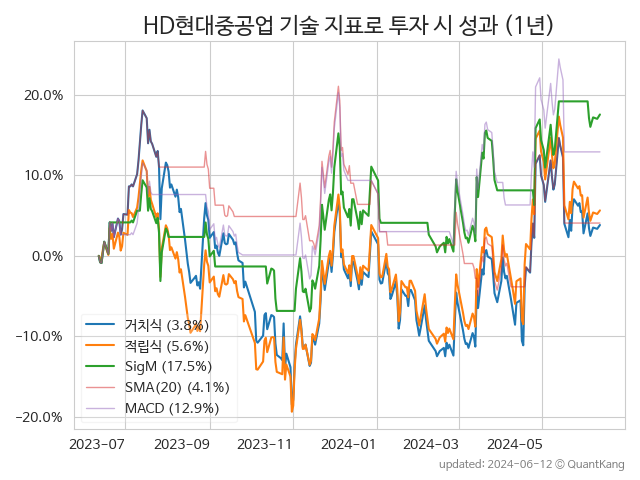 HD현대중공업 기술 지표로 투자 시 성과 (1년)
20.0%
10.0%
0.0%
−10.0%
−20.0%
거치식 (3.8%)
적립식 (5.6%)
SigM (17.5%)
SMA(20) (4.1%)
MACD (12.9%)
2023-07
2023-09
2023-11
2024-01
2024-03
2024-05
updated: 2024-06-12 © QuantKang